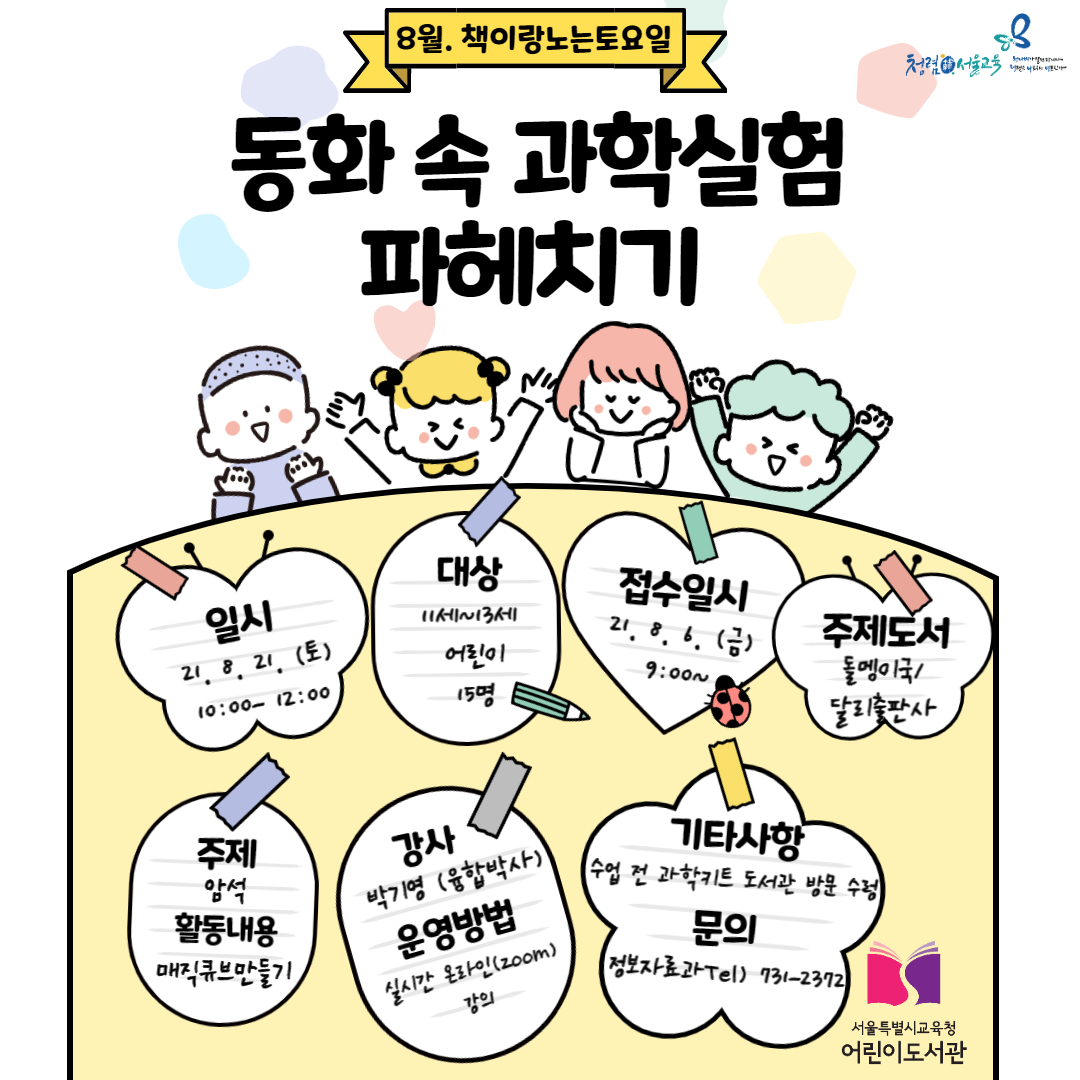 8월. 책이랑노는토요일
청렴 서울교육
동화 속 과학실험
파헤치기
일시
21. 8. 21. (토)
10:00- 12:00
대상
11세~13세
어린이
15명
접수일시
21. 8. 6. (금)
9:00~
주제도서
돌멩이국/
달리출판사
주제
암석
활동내용
매직큐브만들기
강사
박기영 (융합박사)
운영방법
실시간 온라인(zoom)
강의
기타사항
수업 전 과학키트 도서관 방문 수령
문의
정보자료과Tel) 731-2372
서울특별시교육청
어린이도서관